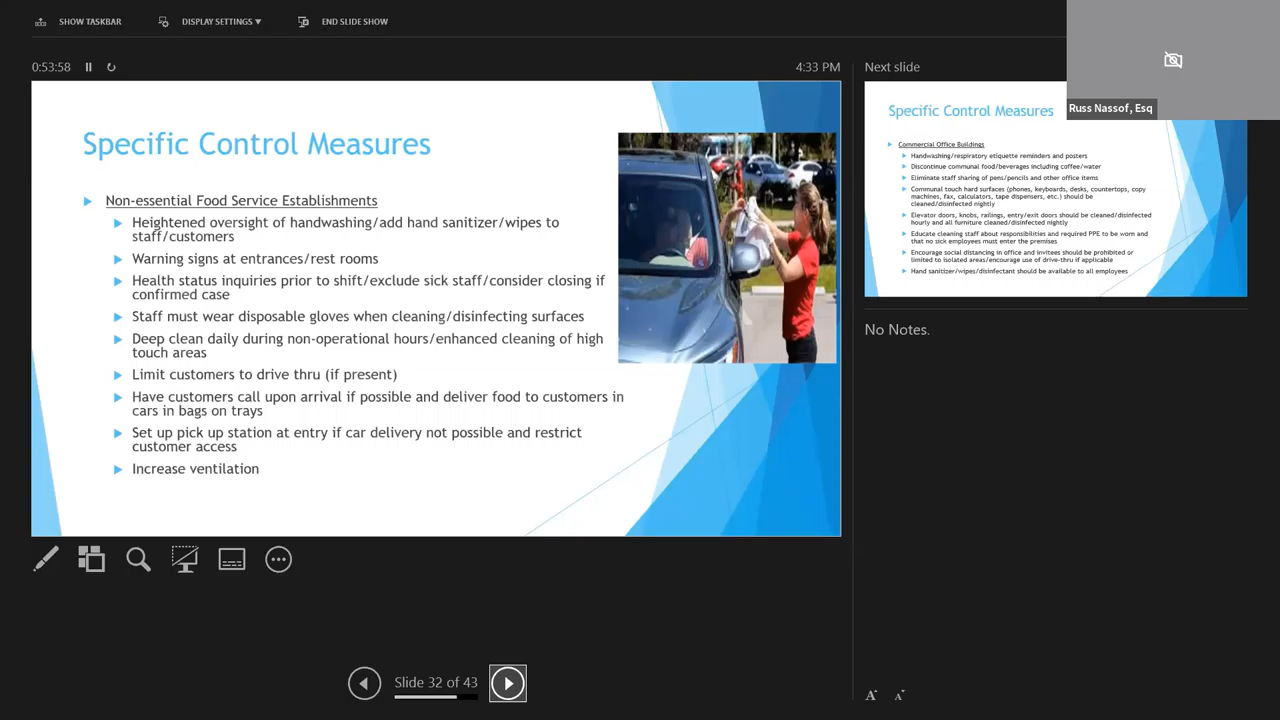 SHOW TASKBAR
DISPLAY SETTINGS
END SLIDE SHOW
0:53:58
4:33 PM
Specific Control Measures
Non-essential Food Service Establishments
Heightened oversight of handwashing/add hand sanitizer/wipes to
staff/customers
Warning signs at entrances/rest rooms
Health status inquiries prior to shift/exclude sick staff/consider closing if
confirmed case
Staff must wear disposable gloves when cleaning/disinfecting surfaces
Deep clean daily during non-operational hours/enhanced cleaning of high
touch areas
Limit customers to drive thru (if present)
Have customers call upon arrival if possible and deliver food to customers in
cars in bags on trays
Set up pick up station at entry if car delivery not possible and restrict
customer access
Increase ventilation
Slide 32 of 43
Next slide
Russ Nassof, Esq
Specific Control Measures
Commercial Office Buildings
Handwashing/respiratory etiquette reminders and posters
Discontinue communal food/beverages including coffee/water
Eliminate staff sharing of pens/pencils and other office items
Communal touch hard surfaces (phones, keyboards, desks, countertops, copy
machines, fax, calculators, tape dispensers, etc.) should be
cleaned/disinfected nightly
Elevator doors, knobs, railings, entry/exit doors should be cleaned/disinfected
hourly and all furniture cleaned/disinfected nightly
Educate cleaning staff about responsibilities and required PPE to be worn and
that no sick employees must enter the premises
Encourage social distancing in office and invitees should be prohibited or
limited to isolated areas/encourage use of drive-thru if applicable
Hand sanitizer/wipes/disinfectant should be available to all employees
No Notes.
A A